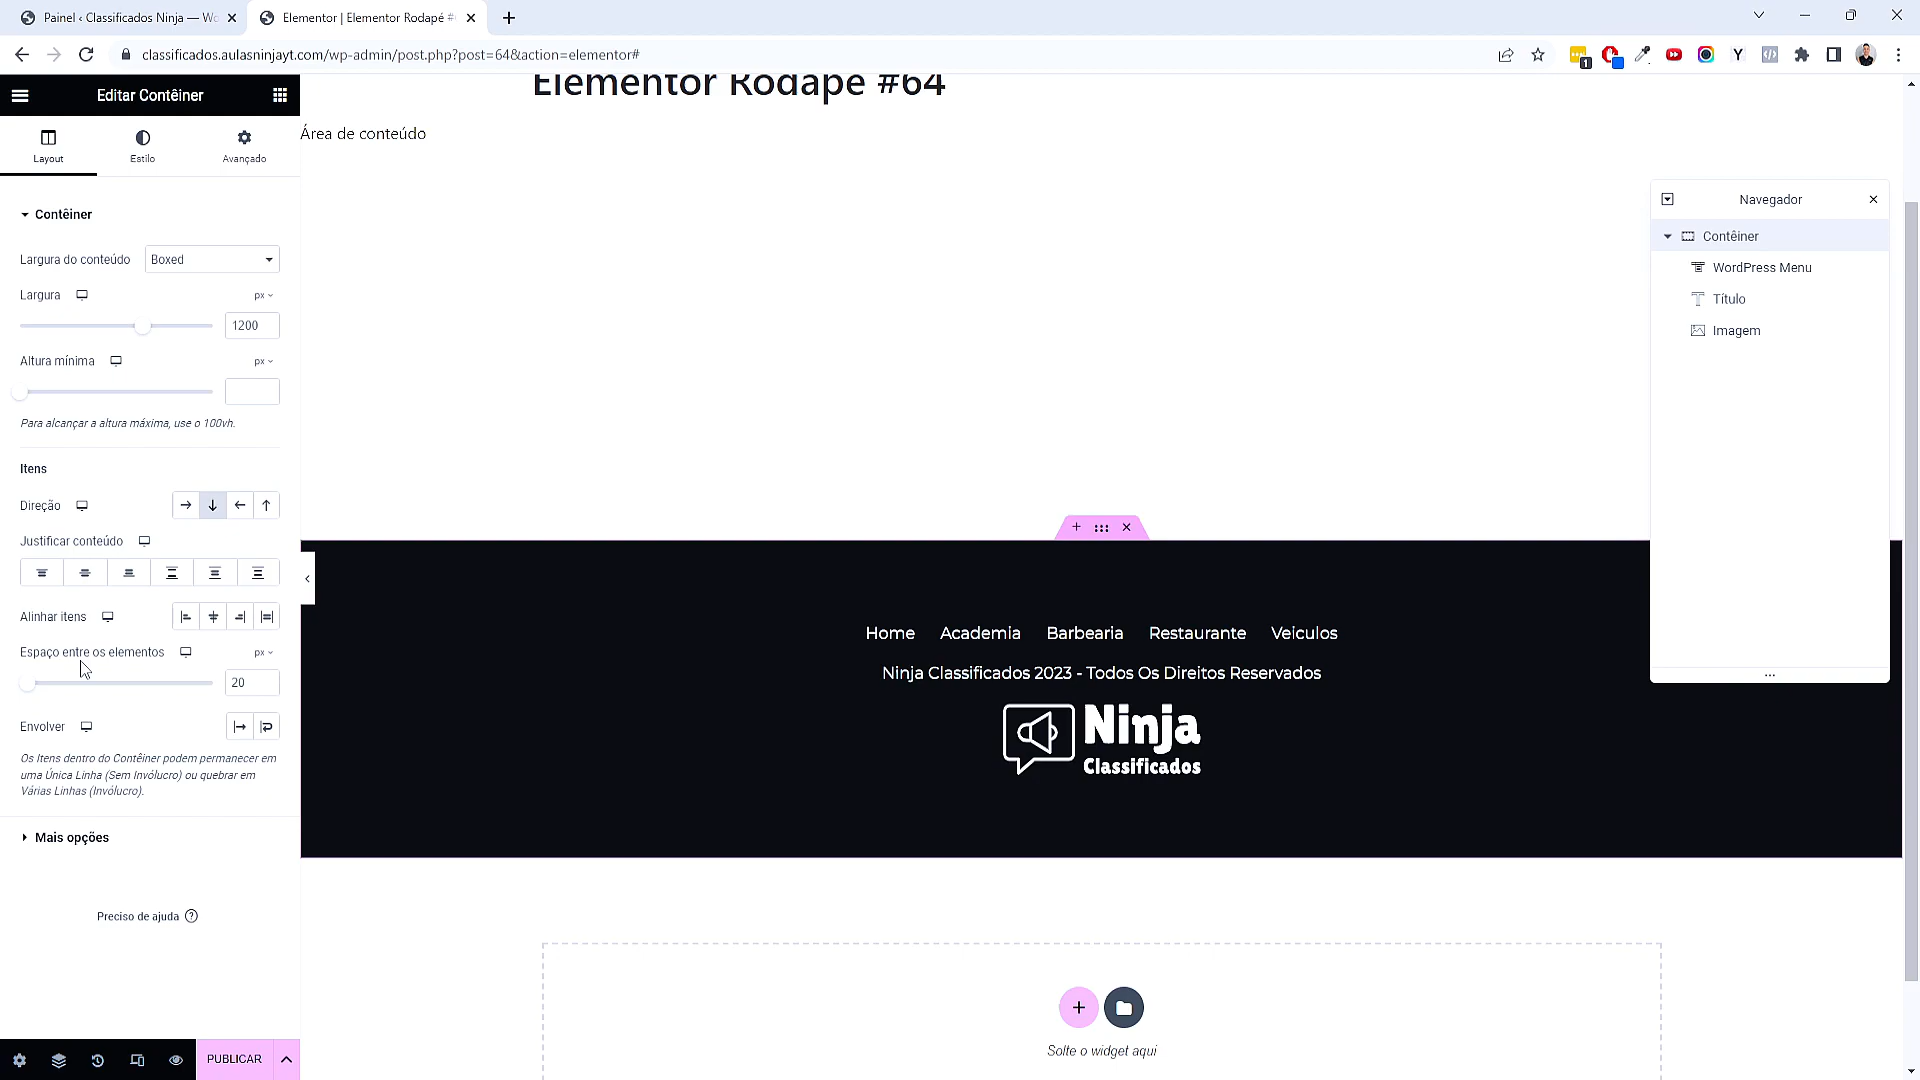 Painel ‹ Classificados Ninja — Wo
Elementor | Elementor Rodapé #
classificados.aulasninjayt.com/wp-admin/post.php?post=64&action=elementor#
1
Y
Editar Contêiner
Layout
Estilo
Avançado
Contêiner
Largura do conteúdo
Boxed
Largura
px
1200
Altura mínima
px
Para alcançar a altura máxima, use o 100vh.
Itens
Direção
Justificar conteúdo
Alinhar itens
Espaço entre os elementos
px
20
Envolver
Os Itens dentro do Contêiner podem permanecer em
uma Única Linha (Sem Invólucro) ou quebrar em
Várias Linhas (Invólucro).
Mais opções
Preciso de ajuda
PUBLICAR
Elementor Rodapé #64
Área de conteúdo
Home Academia Barbearia Restaurante Veiculos
Ninja Classificados 2023 - Todos Os Direitos Reservados
Ninja
Classificados
Solte o widget aqui
Navegador
Contêiner
WordPress Menu
Título
Imagem